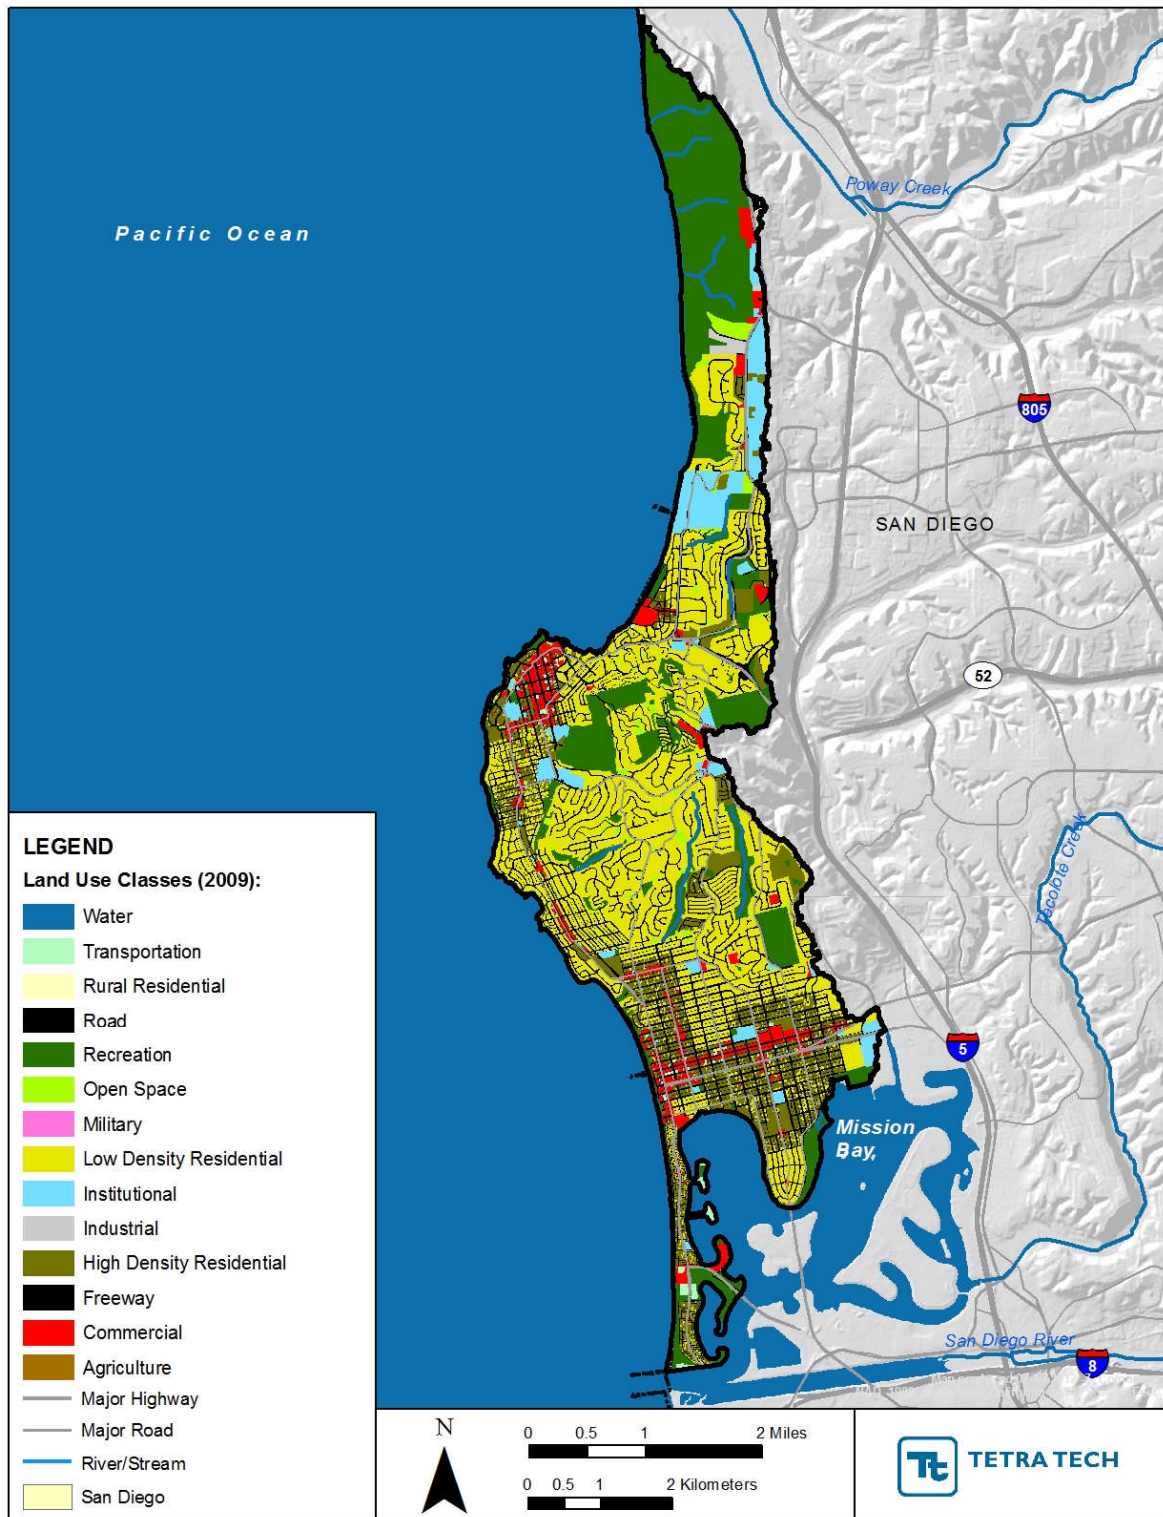 Poway Creek
Pacific Ocean
805
SAN DIEGO
52
Tecolote Creek
5
Mission
Bay
San Diego River
8
LEGEND
Land Use Classes (2009):
Water
Transportation
Rural Residential
Road
Recreation
Open Space
Military
Low Density Residential
Institutional
Industrial
High Density Residential
Freeway
Commercial
Agriculture
Major Highway
Major Road
River/Stream
San Diego
N
0 0.5 1 2 Miles
0 0.5 1 2 Kilometers
Tt TETRA TECH